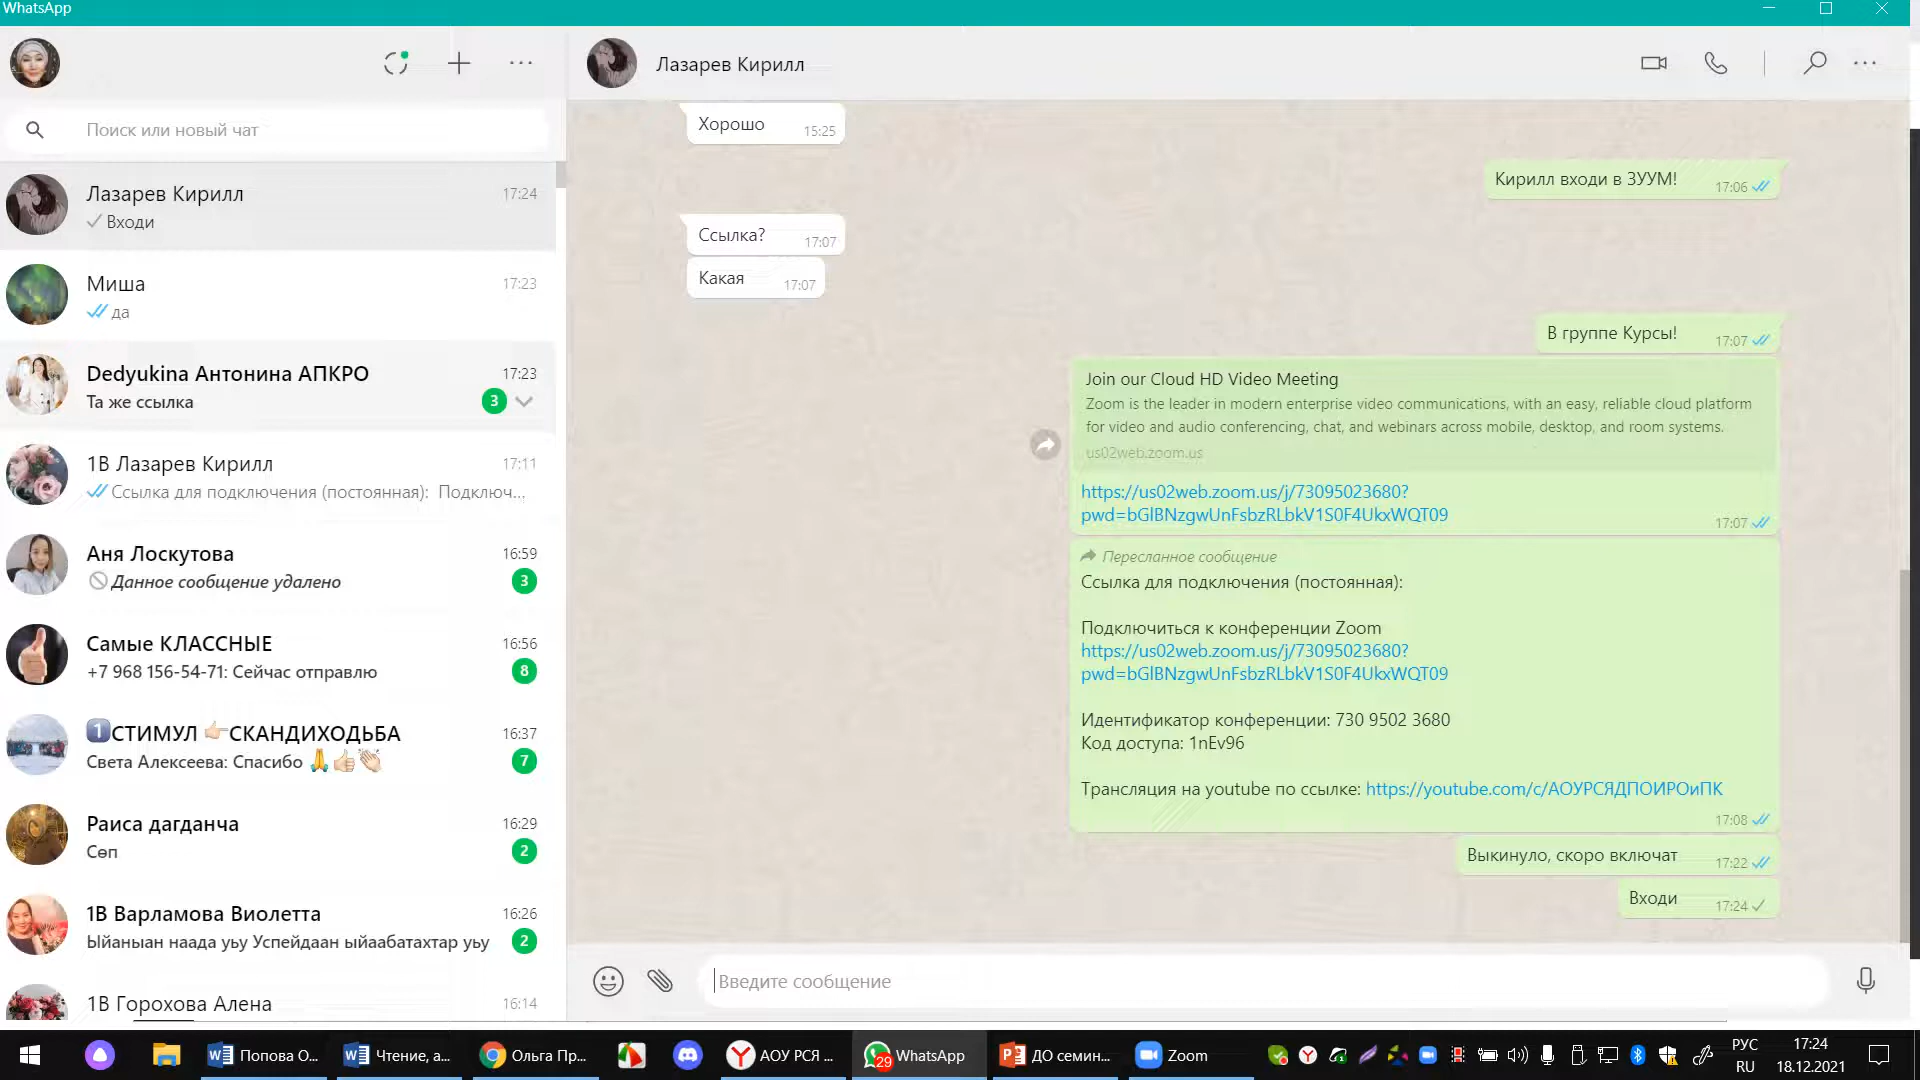 WhatsApp
Поиск или новый чат
Лазарев Кирилл
17:24
Входи
Миша
17:23
да
Dedyukina Антонина АПКРО
17:23
Та же ссылка
3
1В Лазарев Кирилл
17:11
Ссылка для подключения (постоянная): Подключ...
Аня Лоскутова
16:59
Данное сообщение удалено
3
Самые КЛАССНЫЕ
16:56
+7 968 156-54-71: Сейчас отправлю
8
1 СТИМУЛ 👉🏻СКАНДИХОДЬБА
16:37
Света Алексеева: Спасибо 🙏👍🏻👏🏻
7
Раиса дагданча
16:29
Сөп
2
1В Варламова Виолетта
16:26
Ыйаныан наада уьу Успейдаан ыйаабатахтар уьу
2
1В Горохова Алена
16:14
Лазарев Кирилл
Хорошо
15:25
Кирилл входи в ЗУУМ!
17:06
Ссылка?
17:07
Какая
17:07
В группе Курсы!
17:07
Join our Cloud HD Video Meeting
Zoom is the leader in modern enterprise video communications, with an easy, reliable cloud platform
for video and audio conferencing, chat, and webinars across mobile, desktop, and room systems.
us02web.zoom.us
https://us02web.zoom.us/j/73095023680?
pwd=bGlBNzgwUnFsbzRLbkV1S0F4UkxWQT09
17:07
Пересланное сообщение
Ссылка для подключения (постоянная):
Подключиться к конференции Zoom
https://us02web.zoom.us/j/73095023680?
pwd=bGlBNzgwUnFsbzRLbkV1S0F4UkxWQT09
Идентификатор конференции: 730 9502 3680
Код доступа: 1nEv96
Трансляция на youtube по ссылке: https://youtube.com/c/АОУРСЯДПОИРОиПК
17:08
Выкинуло, скоро включат
17:22
Входи
17:24
Введите сообщение
Попова О...
Чтение, а...
Ольга Пр...
АОУ РСЯ ...
29
WhatsApp
ДО семин...
Zoom
РУС
RU
17:24
18.12.2021